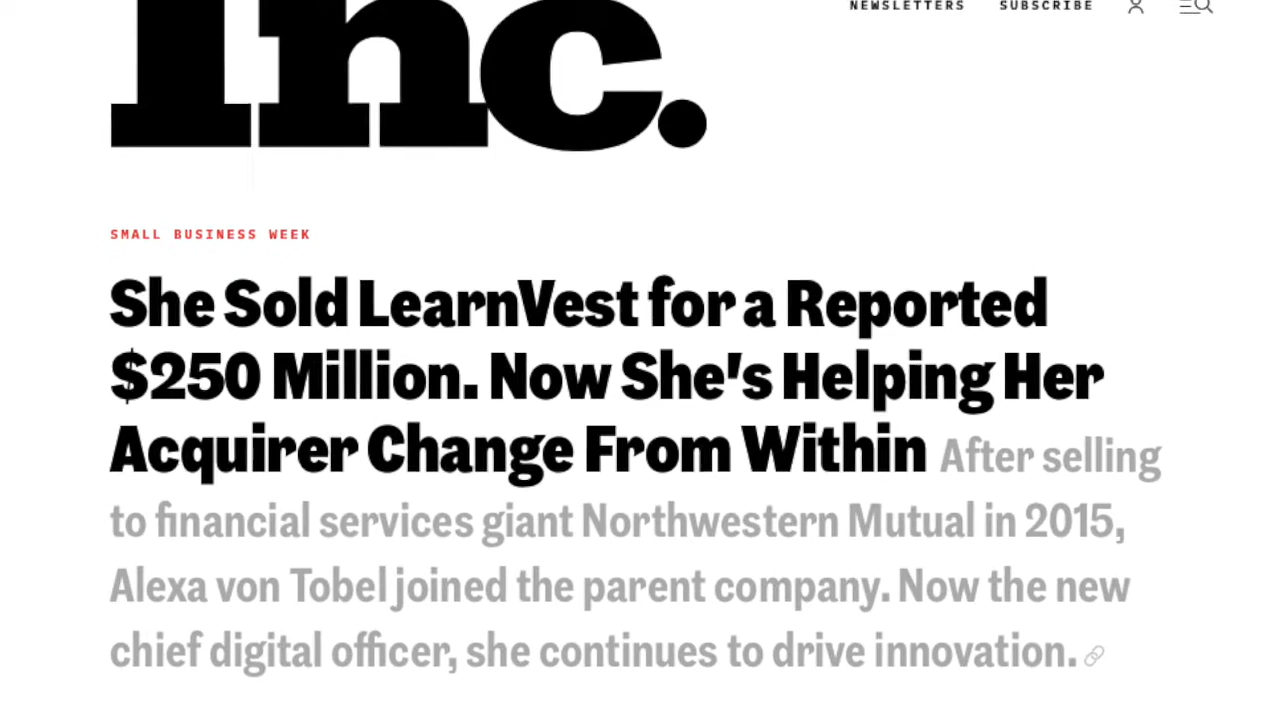 Inc.
NEWSLETTERS SUBSCRIBE
SMALL BUSINESS WEEK
She Sold LearnVest for a Reported
$250 Million. Now She's Helping Her
Acquirer Change From Within After selling
to financial services giant Northwestern Mutual in 2015,
Alexa von Tobel joined the parent company. Now the new
chief digital officer, she continues to drive innovation.